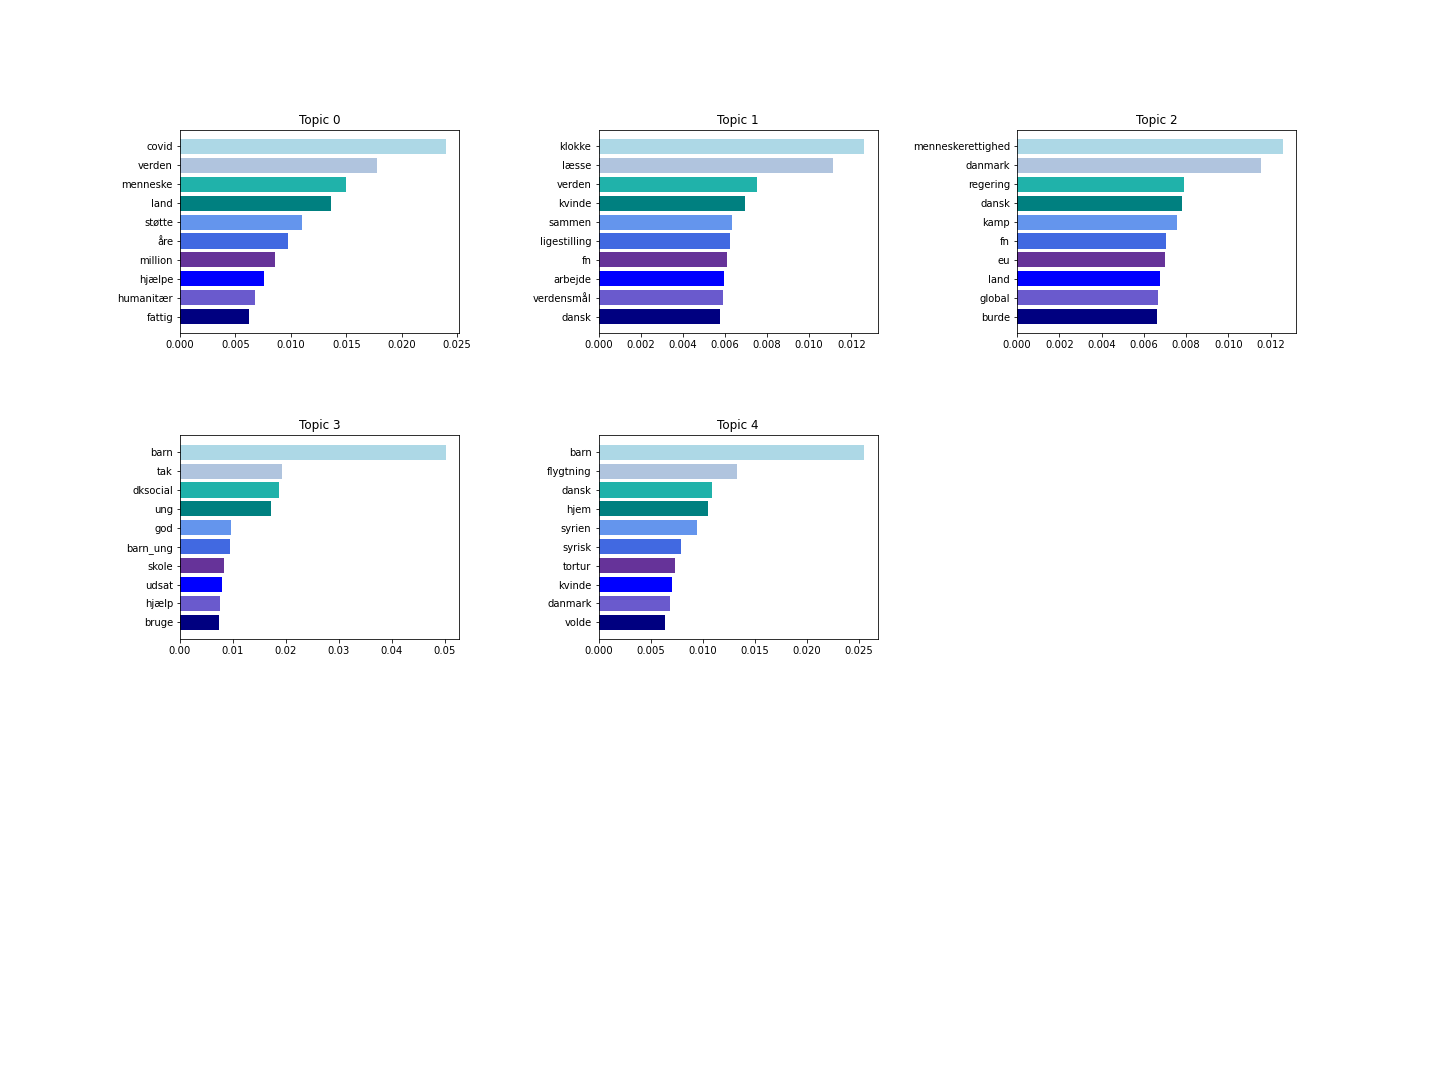 Topic 0
covid
verden
menneske
land
støtte
åre
million
hjælpe
humanitær
fattig
0.000 0.005 0.010 0.015 0.020 0.025
Topic 1
klokke
læsse
verden
kvinde
sammen
ligestilling
fn
arbejde
verdensmål
dansk
0.000 0.002 0.004 0.006 0.008 0.010 0.012
Topic 2
menneskerettighed
danmark
regering
dansk
kamp
fn
eu
land
global
burde
0.000 0.002 0.004 0.006 0.008 0.010 0.012
Topic 3
barn
tak
dksocial
ung
god
barn_ung
skole
udsat
hjælp
bruge
0.00 0.01 0.02 0.03 0.04 0.05
Topic 4
barn
flygtning
dansk
hjem
syrien
syrisk
tortur
kvinde
danmark
volde
0.000 0.005 0.010 0.015 0.020 0.025